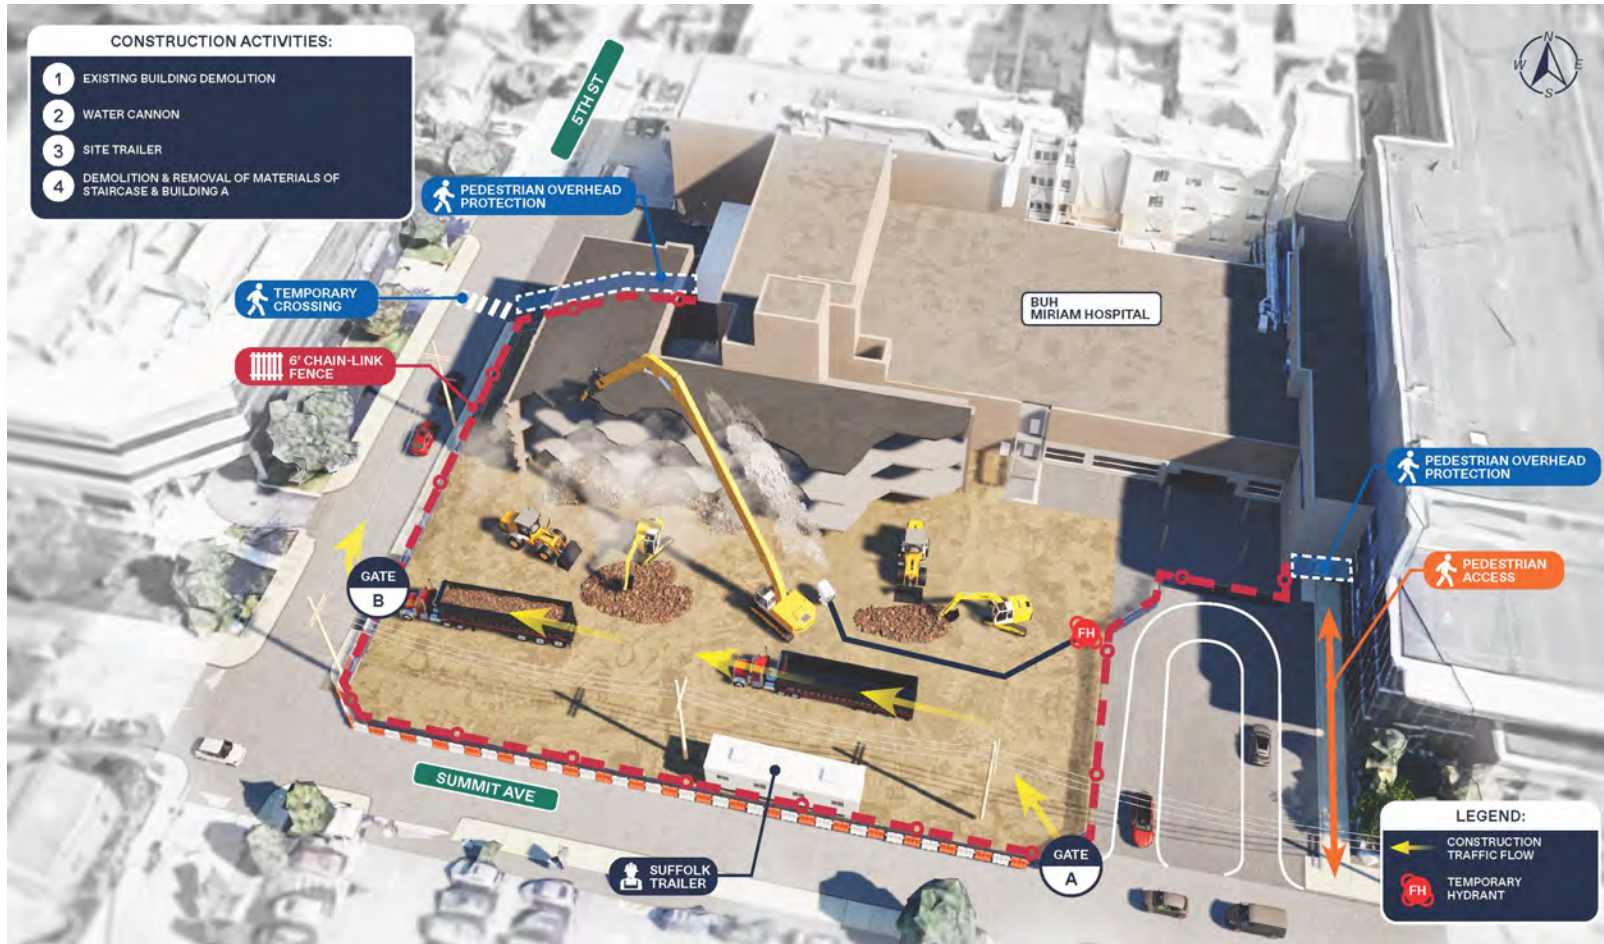 CONSTRUCTION ACTIVITIES:
1 EXISTING BUILDING DEMOLITION
2 WATER CANNON
3 SITE TRAILER
4 DEMOLITION & REMOVAL OF MATERIALS OF
STAIRCASE & BUILDING A
5TH ST
N
W E
S
PEDESTRIAN OVERHEAD
PROTECTION
TEMPORARY
CROSSING
BUH
MIRIAM HOSPITAL
6' CHAIN-LINK
FENCE
PEDESTRIAN OVERHEAD
PROTECTION
PEDESTRIAN
ACCESS
GATE
B
FH
SUMMIT AVE
GATE
A
SUFFOLK
TRAILER
LEGEND:
CONSTRUCTION
TRAFFIC FLOW
FH
TEMPORARY
HYDRANT